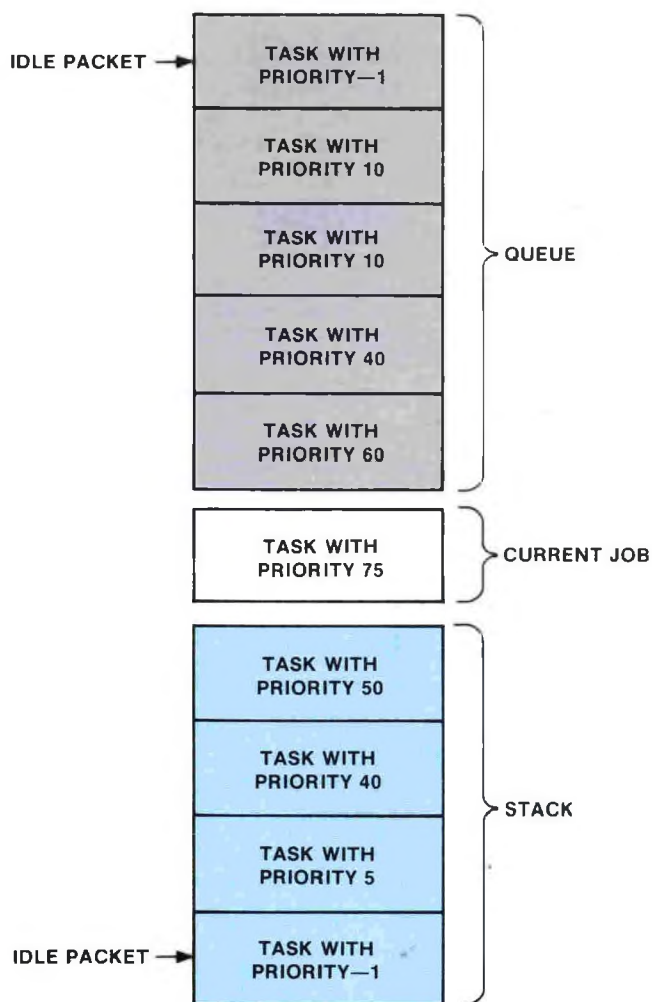 IDLE PACKET
TASK WITH
PRIORITY—1
TASK WITH
PRIORITY 10
TASK WITH
PRIORITY 10
QUEUE
TASK WITH
PRIORITY 40
TASK WITH
PRIORITY 60
TASK WITH
PRIORITY 75
CURRENT JOB
TASK WITH
PRIORITY 50
TASK WITH
PRIORITY 40
STACK
TASK WITH
PRIORITY 5
IDLE PACKET
TASK WITH
PRIORITY—1